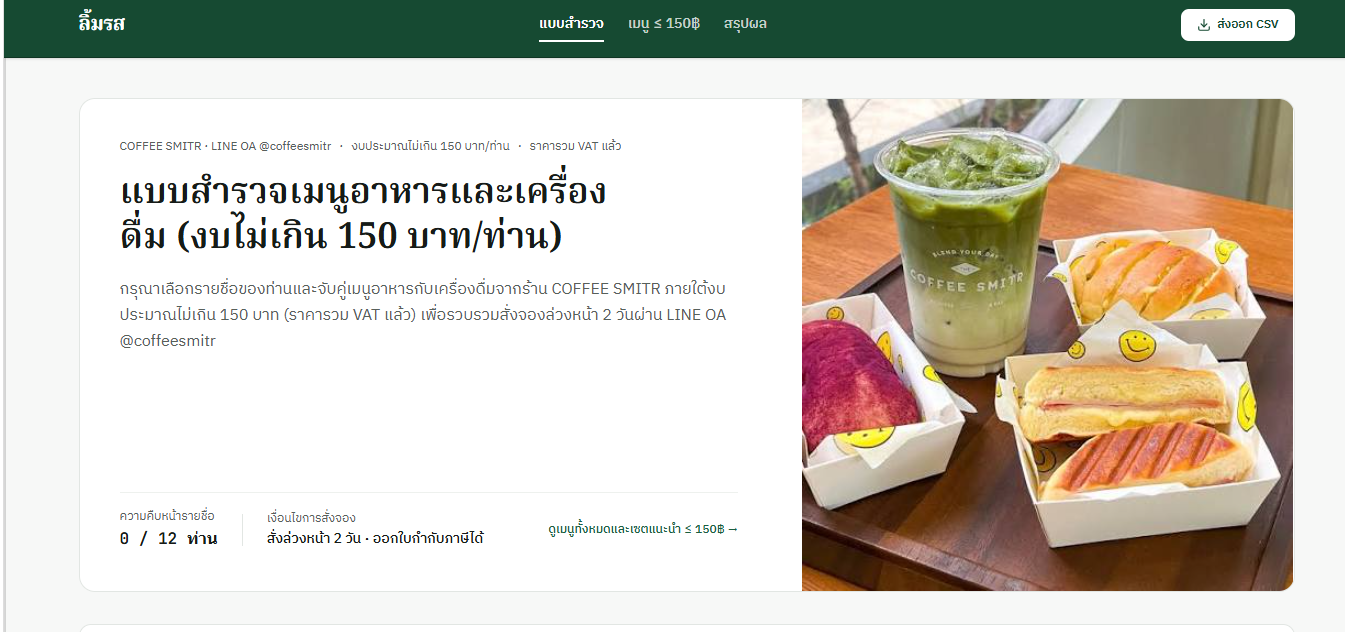 ลิ้มรส
แบบสำรวจ
เมนู ≤ 150฿
สรุปผล
ส่งออก CSV
COFFEE SMITR · LINE OA @coffeesmitr · งบประมาณไม่เกิน 150 บาท/ท่าน · ราคารวม VAT แล้ว
แบบสำรวจเมนูอาหารและเครื่อง
ดื่ม (งบไม่เกิน 150 บาท/ท่าน)
กรุณาเลือกรายชื่อของท่านและจับคู่เมนูอาหารกับเครื่องดื่มจากร้าน COFFEE SMITR ภายใต้งบ
ประมาณไม่เกิน 150 บาท (ราคารวม VAT แล้ว) เพื่อรวบรวมสั่งจองล่วงหน้า 2 วันผ่าน LINE OA
@coffeesmitr
BLEND YOUR DAY
COFFEE SMITR
ความคืบหน้ารายชื่อ
0 / 12 ท่าน
เงื่อนไขการสั่งจอง
สั่งล่วงหน้า 2 วัน · ออกใบกำกับภาษีได้
ดูเมนูทั้งหมดและเซตแนะนำ ≤ 150฿ →